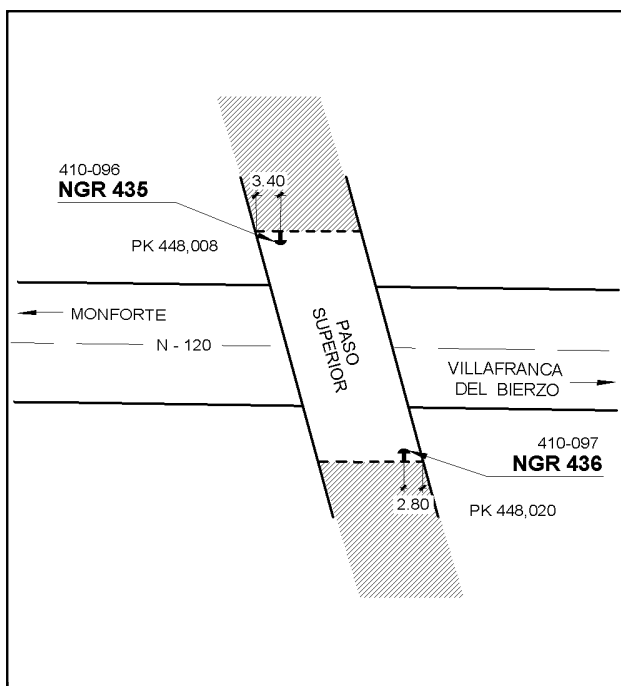 410-096
NGR 435
3.40
PK 448,008
MONFORTE
N - 120
PASO
SUPERIOR
VILLAFRANCA
DEL BIERZO
410-097
NGR 436
2.80
PK 448,020